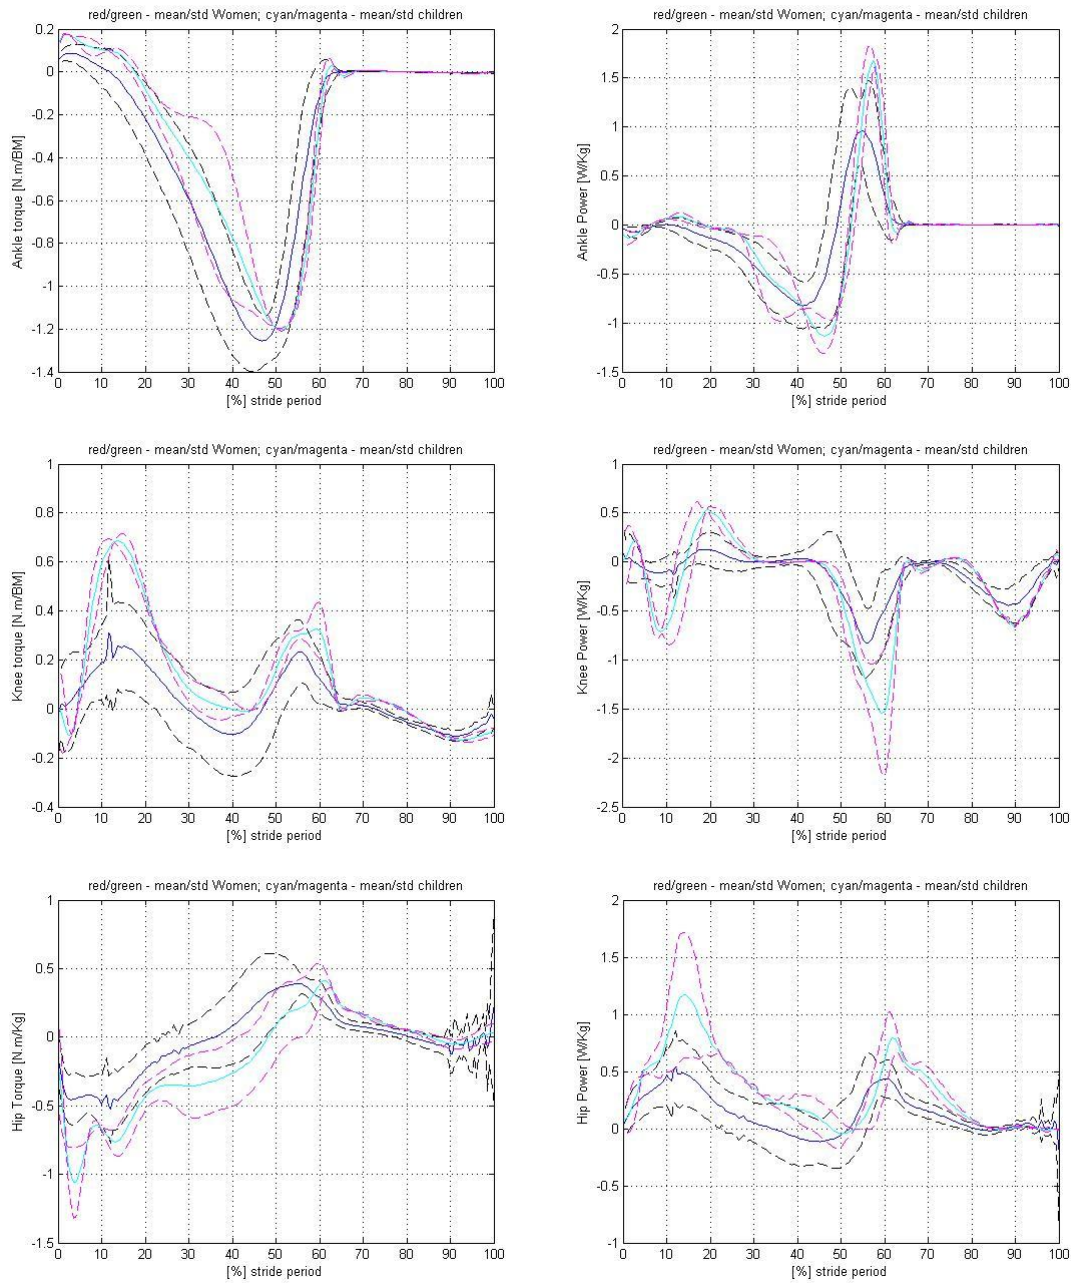 red/green - mean/std Women; cyan/magenta - mean/std children
0.2
0
-0.2
-0.4
-0.6
-0.8
-1
-1.2
-1.4
Ankle torque [N.m/BM]
0 10 20 30 40 50 60 70 80 90 100
[%] stride period
red/green - mean/std Women; cyan/magenta - mean/std children
2
1.5
1
0.5
0
-0.5
-1
-1.5
Ankle Power [W/Kg]
0 10 20 30 40 50 60 70 80 90 100
[%] stride period
red/green - mean/std Women; cyan/magenta - mean/std children
1
0.8
0.6
0.4
0.2
0
-0.2
-0.4
Knee torque [N.m/BM]
0 10 20 30 40 50 60 70 80 90 100
[%] stride period
red/green - mean/std Women; cyan/magenta - mean/std children
1
0.5
0
-0.5
-1
-1.5
-2
-2.5
Knee Power [W/Kg]
0 10 20 30 40 50 60 70 80 90 100
[%] stride period
red/green - mean/std Women; cyan/magenta - mean/std children
1
0.5
0
-0.5
-1
-1.5
Hip Torque [N.m/Kg]
0 10 20 30 40 50 60 70 80 90 100
[%] stride period
red/green - mean/std Women; cyan/magenta - mean/std children
2
1.5
1
0.5
0
-0.5
-1
Hip Power [W/Kg]
0 10 20 30 40 50 60 70 80 90 100
[%] stride period